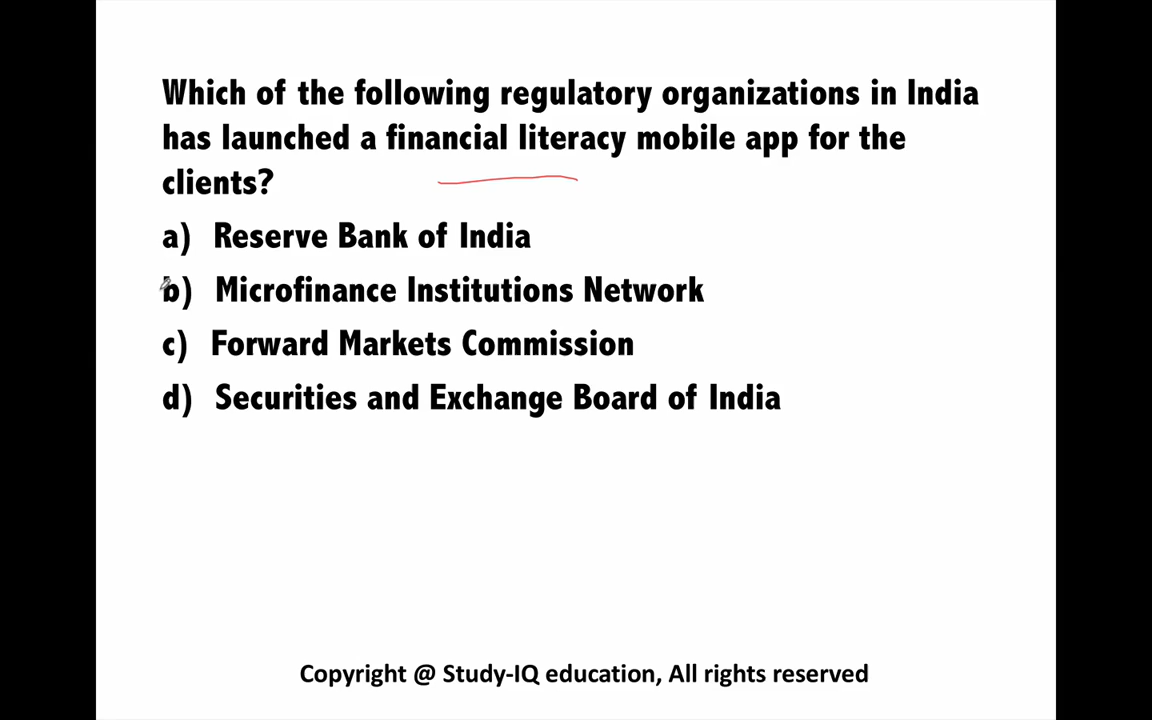 Which of the following regulatory organizations in India
has launched a financial literacy mobile app for the
clients?
a) Reserve Bank of India
b) Microfinance Institutions Network
c) Forward Markets Commission
d) Securities and Exchange Board of India
Copyright @ Study-IQ education, All rights reserved